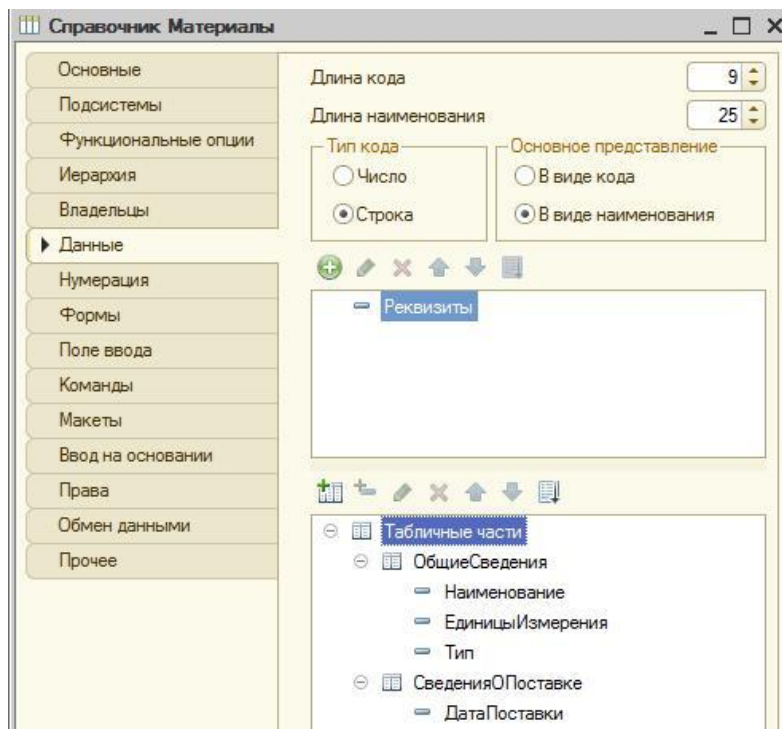 Справочник Материалы
Основные
Подсистемы
Функциональные опции
Иерархия
Владельцы
Данные
Нумерация
Формы
Поле ввода
Команды
Макеты
Ввод на основании
Права
Обмен данными
Прочее
Длина кода 9
Длина наименования 25
Тип кода
Число
Строка
Основное представление
В виде кода
В виде наименования
Реквизиты
Табличные части
ОбщиеСведения
Наименование
ЕдиницыИзмерения
Тип
СведенияОПоставке
ДатаПоставки